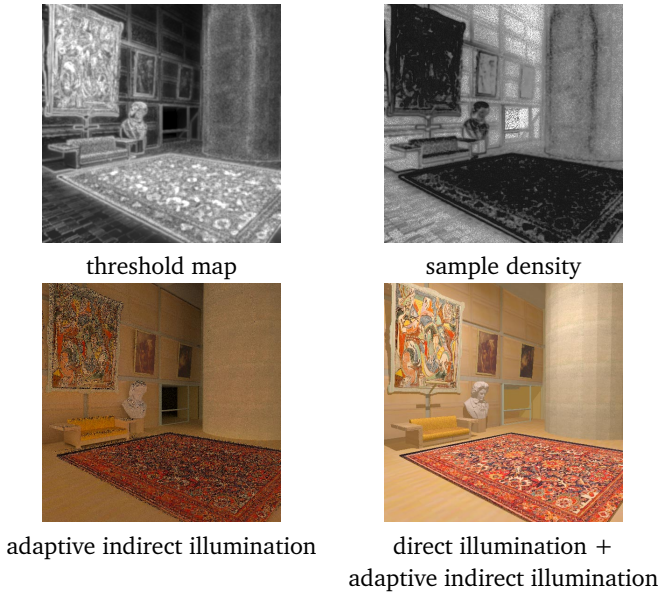 threshold map
sample density
adaptive indirect illumination
direct illumination +
adaptive indirect illumination